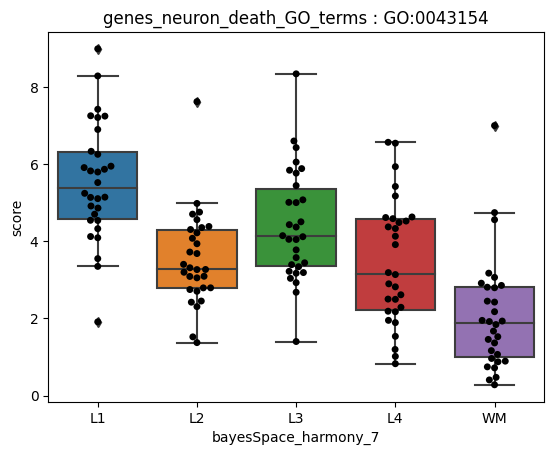 genes_neuron_death_GO_terms : GO:0043154
8
6
4
2
0
score
L1 L2 L3 L4 WM
bayesSpace_harmony_7